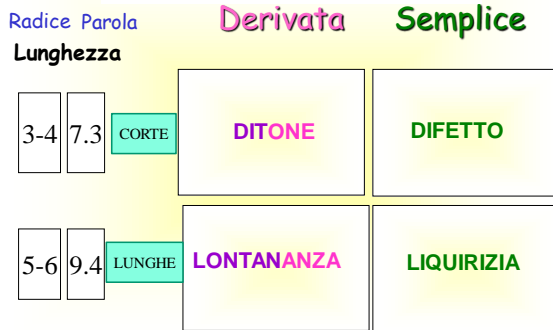 Radice Parola Derivata Semplice
Lunghezza
3-4 7.3 CORTE DITONE DIFETTO
5-6 9.4 LUNGHE LONTANANZA LIQUIRIZIA